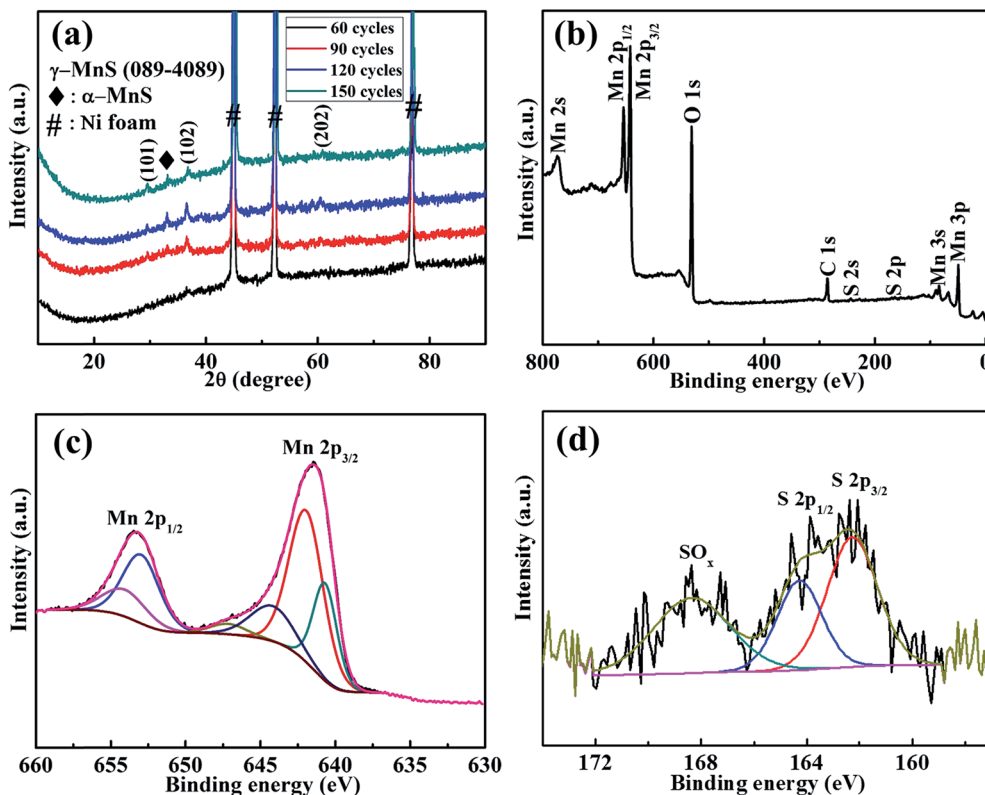 (a)
γ–MnS (089-4089)
◆ : α–MnS
# : Ni foam
60 cycles
90 cycles
120 cycles
150 cycles
(101)
◆
(102)
#
#
(202)
#
Intensity (a.u.)
20 40 60 80
2θ (degree)
(b)
Mn 2s
Mn 2p1/2
Mn 2p3/2
O 1s
C 1s
S 2s
S 2p
Mn 3s
Mn 3p
Intensity (a.u.)
800 600 400 200 0
Binding energy (eV)
(c)
Mn 2p1/2
Mn 2p3/2
Intensity (a.u.)
660 655 650 645 640 635 630
Binding energy (eV)
(d)
SOx
S 2p1/2
S 2p3/2
Intensity (a.u.)
172 168 164 160
Binding energy (eV)